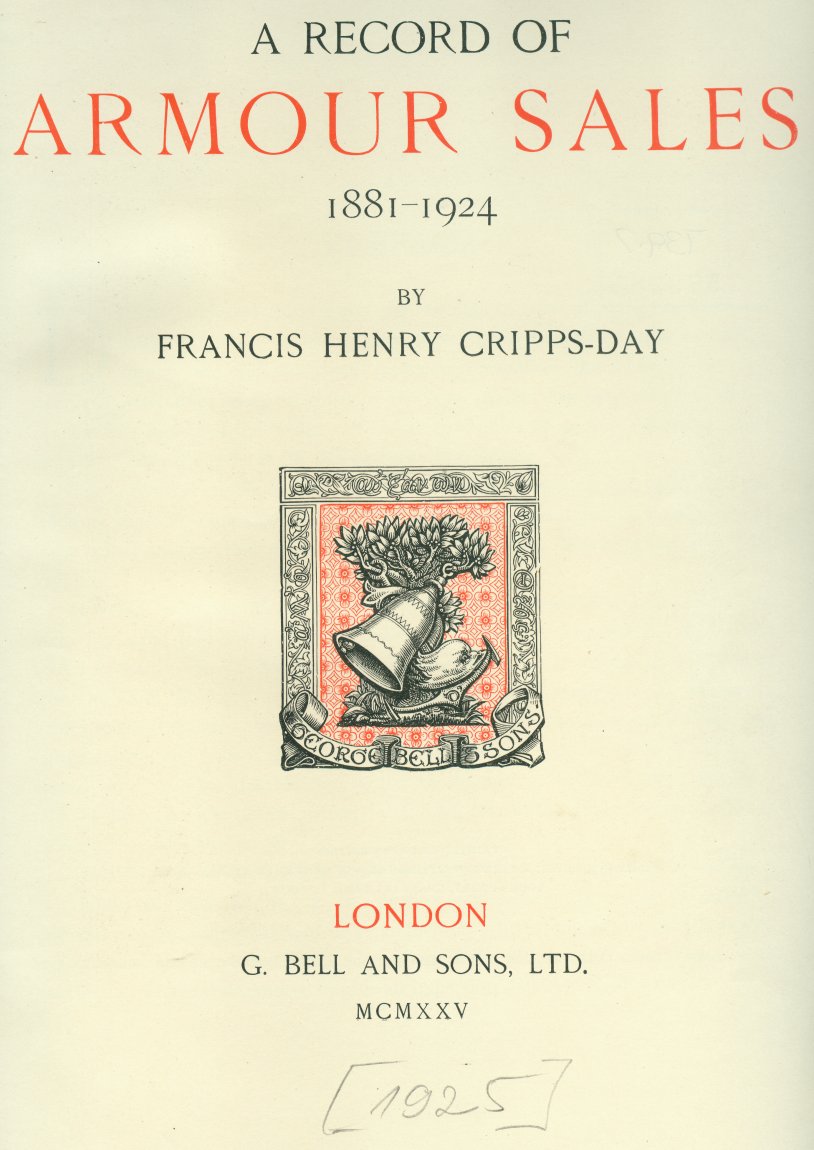 A RECORD OF
ARMOUR SALES
1881–1924
BY
FRANCIS HENRY CRIPPS-DAY
GEORGE BELL & SONS
LONDON
G. BELL AND SONS, LTD.
MCMXXV
[1925]